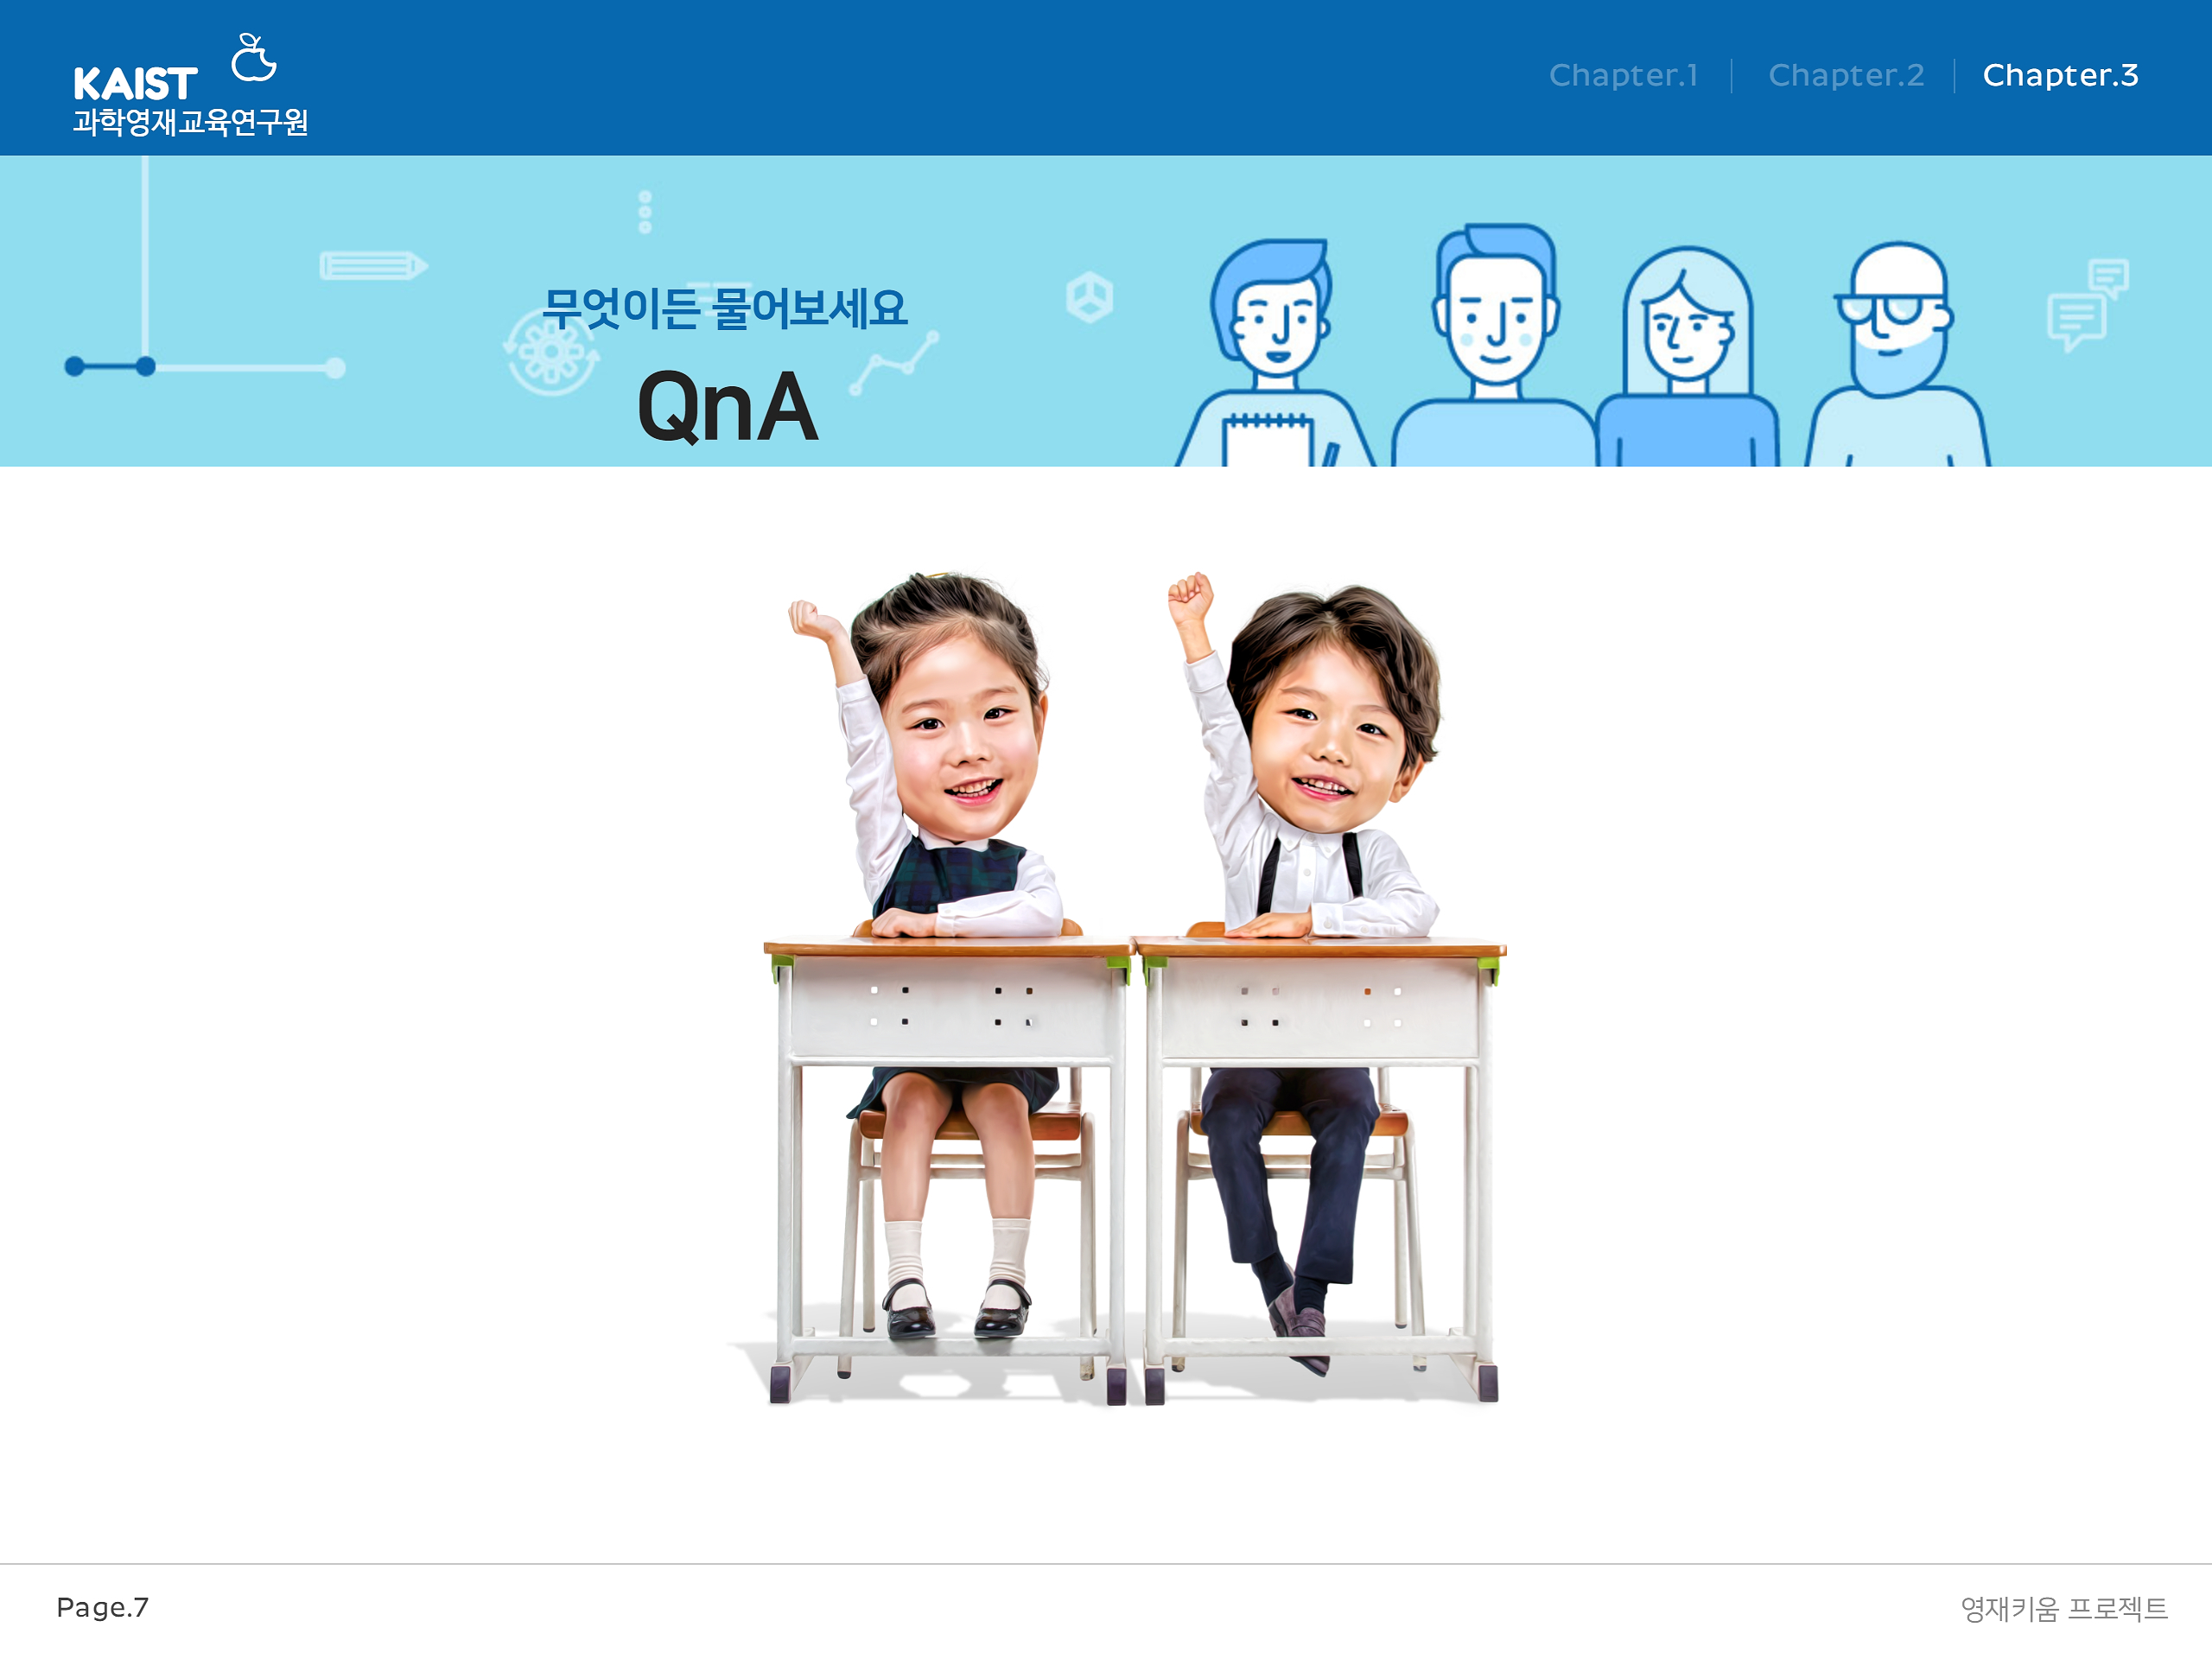 KAIST
과학영재교육연구원
Chapter.1
Chapter.2
Chapter.3
무엇이든 물어보세요
QnA
Page.7
영재키움 프로젝트